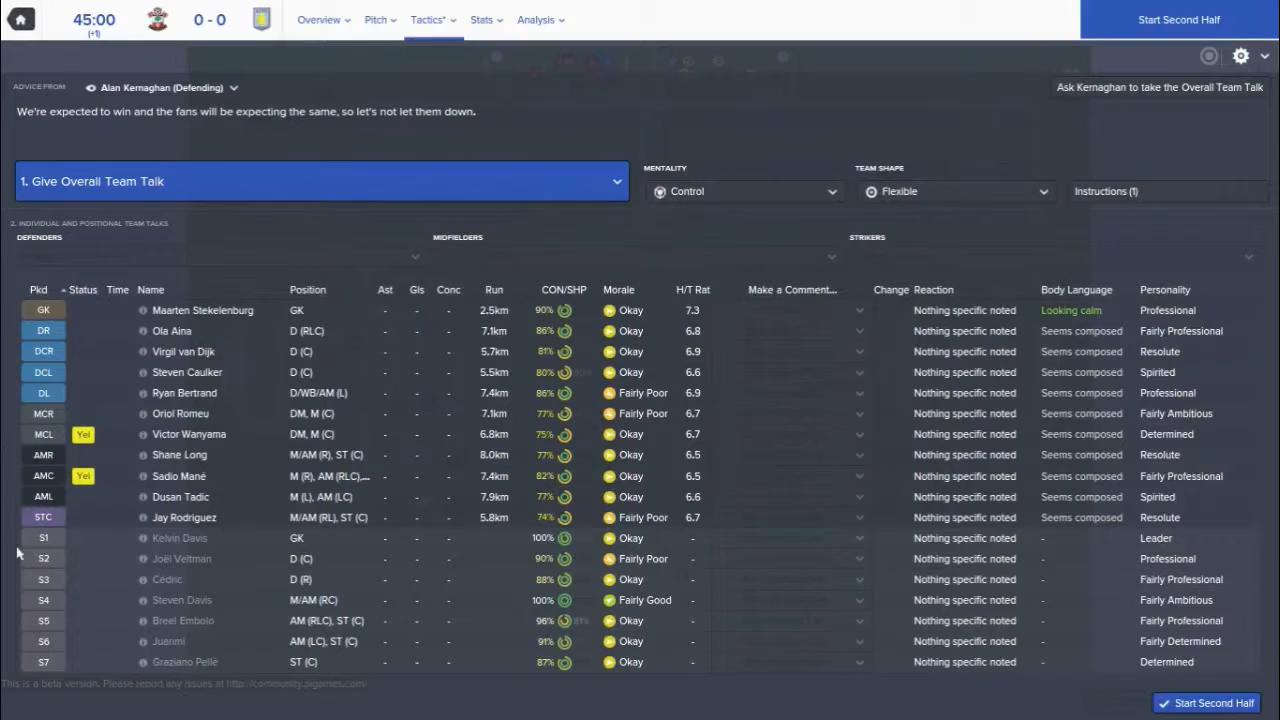 45:00 0 - 0 Overview Pitch Tactics* Stats Analysis Start Second Half
(+1)
ADVICE FROM Alan Kernaghan (Defending) Ask Kernaghan to take the Overall Team Talk
We're expected to win and the fans will be expecting the same, so let's not let them down.
MENTALITY TEAM SHAPE
1. Give Overall Team Talk Control Flexible Instructions (1)
2. INDIVIDUAL AND POSITIONAL TEAM TALKS
DEFENDERS MIDFIELDERS STRIKERS
Pkd Status Time Name Position Ast Gls Conc Run CON/SHP Morale H/T Rat Make a Comment... Change Reaction Body Language Personality
GK Maarten Stekelenburg GK - - - 2.5km 90% Okay 7.3 Nothing specific noted Looking calm Professional
DR Ola Aina D (RLC) - - - 7.1km 86% Okay 6.8 Nothing specific noted Seems composed Fairly Professional
DCR Virgil van Dijk D (C) - - - 5.7km 81% Okay 6.9 Nothing specific noted Seems composed Resolute
DCL Steven Caulker D (C) - - - 5.5km 80% Okay 6.6 Nothing specific noted Seems composed Spirited
DL Ryan Bertrand D/WB/AM (L) - - - 7.4km 86% Fairly Poor 6.9 Nothing specific noted Seems composed Professional
MCR Oriol Romeu DM, M (C) - - - 7.1km 77% Fairly Poor 6.7 Nothing specific noted Seems composed Fairly Ambitious
MCL Yel Victor Wanyama DM, M (C) - - - 6.8km 75% Okay 6.7 Nothing specific noted Seems composed Determined
AMR Shane Long M/AM (R), ST (C) - - - 8.0km 77% Okay 6.5 Nothing specific noted Seems composed Resolute
AMC Yel Sadio Mané M (R), AM (RLC),... - - - 7.4km 82% Okay 6.5 Nothing specific noted Seems composed Fairly Professional
AML Dusan Tadic M (L), AM (LC) - - - 7.9km 77% Okay 6.6 Nothing specific noted Seems composed Spirited
STC Jay Rodriguez M/AM (RL), ST (C) - - - 5.8km 74% Fairly Poor 6.7 Nothing specific noted Seems composed Resolute
S1 Kelvin Davis GK - - - 100% Okay - Nothing specific noted - Leader
S2 Joël Veltman D (C) - - - 90% Fairly Poor - Nothing specific noted - Professional
S3 Cédric D (R) - - - 88% Okay - Nothing specific noted - Fairly Professional
S4 Steven Davis M/AM (RC) - - - 100% Fairly Good - Nothing specific noted - Fairly Ambitious
S5 Breel Embolo AM (RLC), ST (C) - - - 96% Okay - Nothing specific noted - Fairly Professional
S6 Juanmi AM (LC), ST (C) - - - 91% Okay - Nothing specific noted - Fairly Determined
S7 Graziano Pellè ST (C) - - - 87% Okay - Nothing specific noted - Determined
This is a beta version. Please report any issues at http://community.sigames.com/
Start Second Half